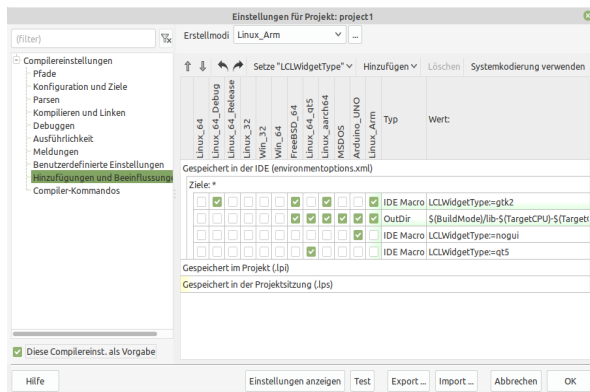 Einstellungen für Projekt: project1
(filter)
Erstellmodi Linux_Arm ...
Setze "LCLWidgetType" Hinzufügen Löschen Systemkodierung verwenden
Compilereinstellungen
Pfade
Konfiguration und Ziele
Parsen
Kompilieren und Linken
Debuggen
Ausführlichkeit
Meldungen
Benutzerdefinierte Einstellungen
Hinzufügungen und Beeinflussung
Compiler-Kommandos
Linux_64
Linux_64_Debug
Linux_64_Release
Linux_32
Win_32
Win_64
FreeBSD_64
Linux_64_qt5
Linux_aarch64
MSDOS
Arduino_UNO
Linux_Arm
Typ Wert:
Gespeichert in der IDE (environmentoptions.xml)
Ziele: *
IDE Macro LCLWidgetType:=gtk2
OutDir $(BuildMode)/lib-$(TargetCPU)-$(Target
IDE Macro LCLWidgetType:=nogui
IDE Macro LCLWidgetType:=qt5
Gespeichert im Projekt (.lpi)
Gespeichert in der Projektsitzung (.lps)
Diese Compilereinst. als Vorgabe
Hilfe Einstellungen anzeigen Test Export ... Import ... Abbrechen OK